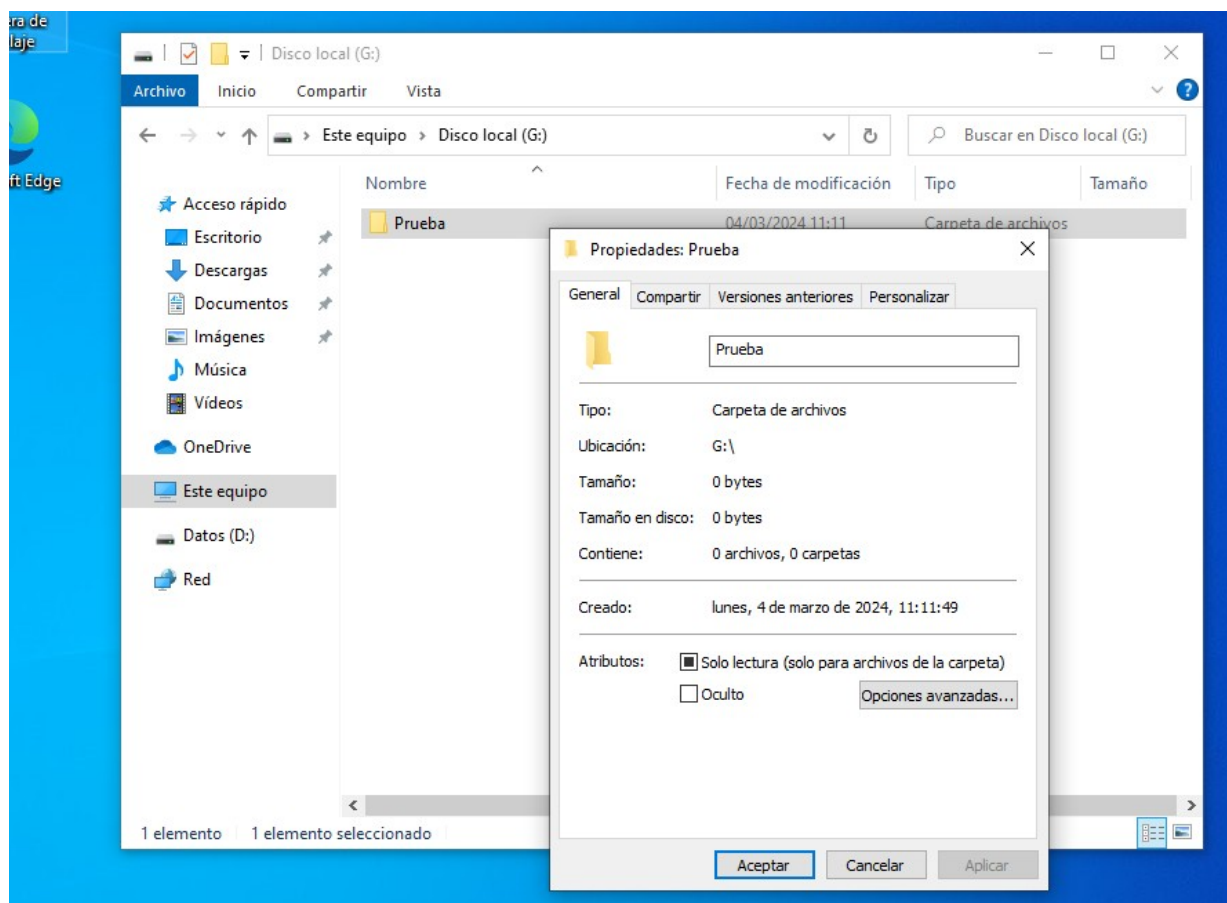 ra de
laje
ft Edge
Disco local (G:)
Archivo Inicio Compartir Vista
Este equipo > Disco local (G:)
Buscar en Disco local (G:)
Nombre Fecha de modificación Tipo Tamaño
Prueba 04/03/2024 11:11 Carpeta de archivos
Acceso rápido
Escritorio
Descargas
Documentos
Imágenes
Música
Vídeos
OneDrive
Este equipo
Datos (D:)
Red
1 elemento 1 elemento seleccionado
Propiedades: Prueba
General Compartir Versiones anteriores Personalizar
Prueba
Tipo: Carpeta de archivos
Ubicación: G:\
Tamaño: 0 bytes
Tamaño en disco: 0 bytes
Contiene: 0 archivos, 0 carpetas
Creado: lunes, 4 de marzo de 2024, 11:11:49
Atributos: Solo lectura (solo para archivos de la carpeta)
Oculto Opciones avanzadas...
Aceptar Cancelar Aplicar